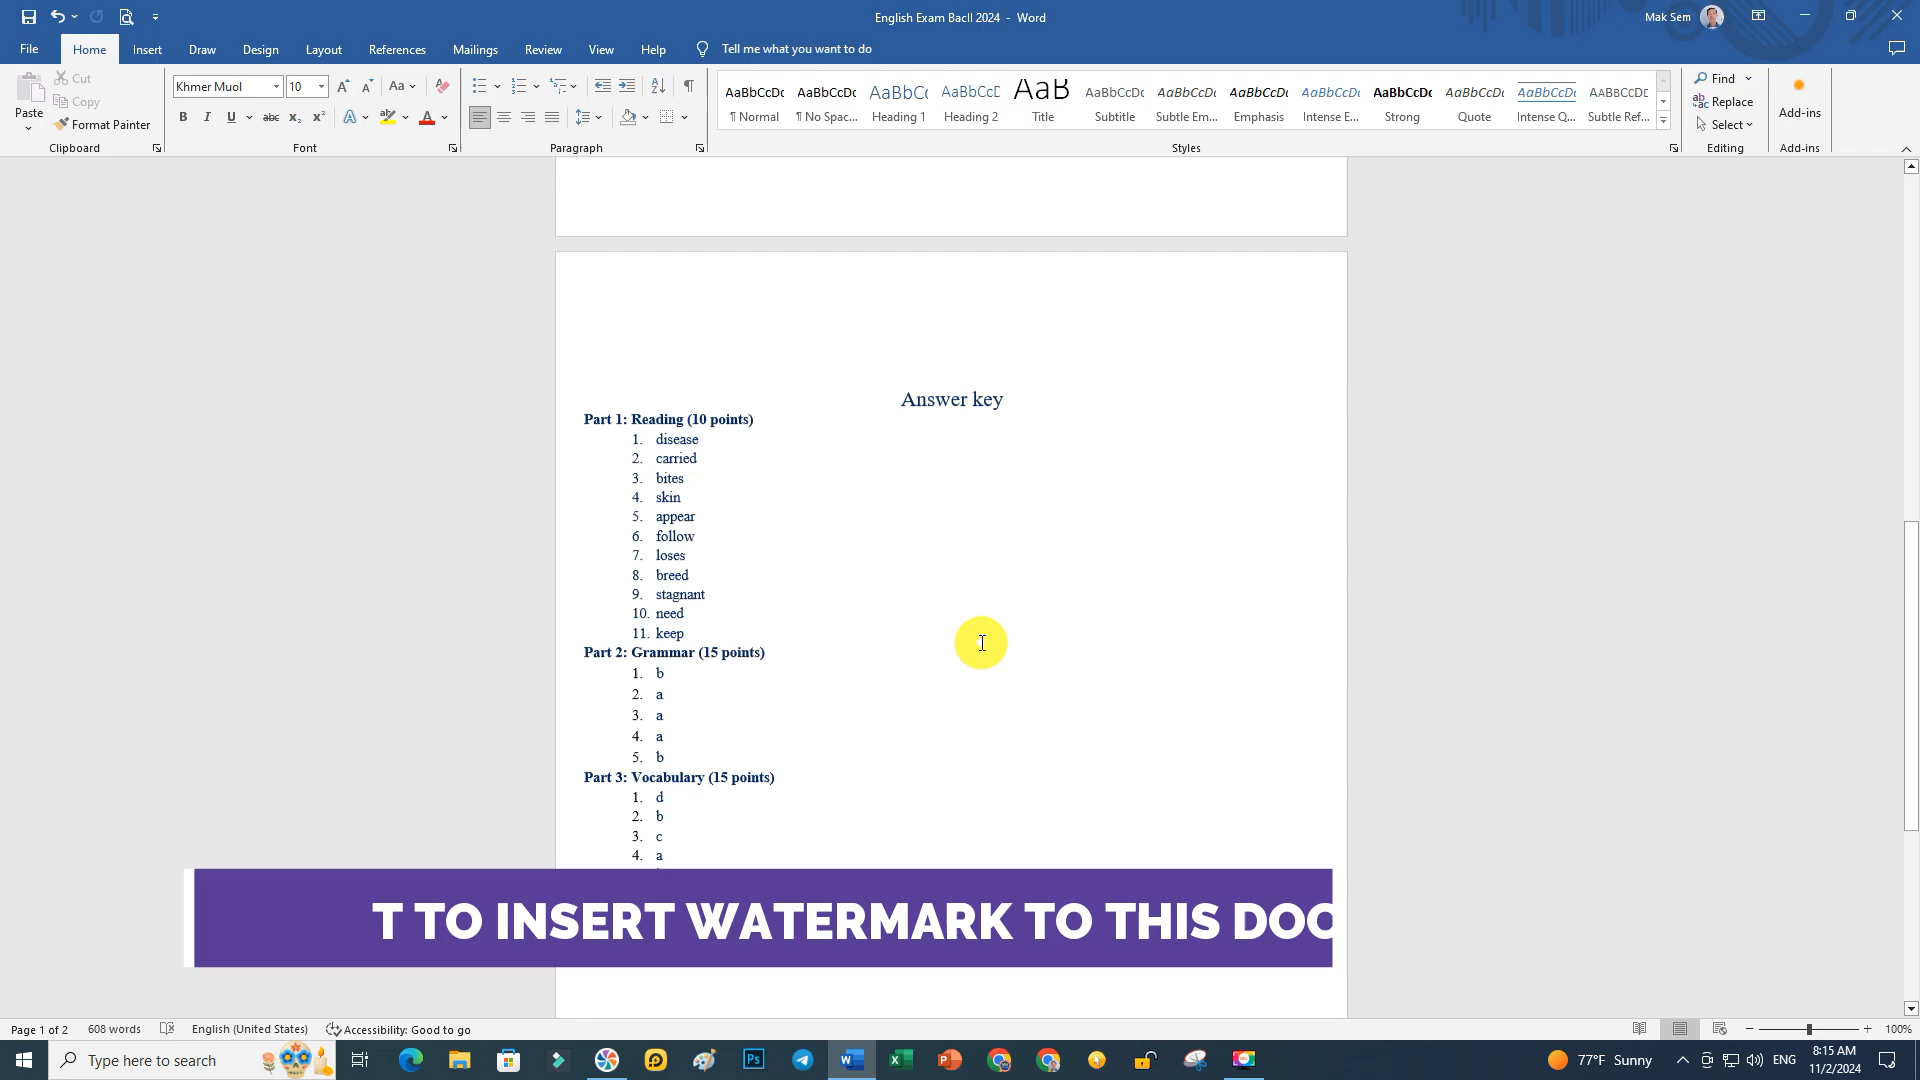 English Exam BacII 2024 - Word
Mak Sem
File Home Insert Draw Design Layout References Mailings Review View Help Tell me what you want to do
Paste
Cut
Copy
Format Painter
Clipboard
Khmer Muol 10
Font
Paragraph
AaBbCcDc AaBbCcDc AaBbC( AaBbCcD AaB AaBbCcD AaBbCcDc AaBbCcDc AaBbCcDc AaBbCcDc AaBbCcDc AaBbCcDc AaBbCcDc
¶ Normal ¶ No Spac... Heading 1 Heading 2 Title Subtitle Subtle Em... Emphasis Intense E... Strong Quote Intense Q... Subtle Ref...
Styles
Find
Replace
Select
Editing
Add-ins
Add-ins
Answer key
Part 1: Reading (10 points)
1. disease
2. carried
3. bites
4. skin
5. appear
6. follow
7. loses
8. breed
9. stagnant
10. need
11. keep
Part 2: Grammar (15 points)
1. b
2. a
3. a
4. a
5. b
Part 3: Vocabulary (15 points)
1. d
2. b
3. c
4. a
T TO INSERT WATERMARK TO THIS DOC
Page 1 of 2 608 words English (United States) Accessibility: Good to go 100%
Type here to search
77°F Sunny
ENG
8:15 AM
11/2/2024